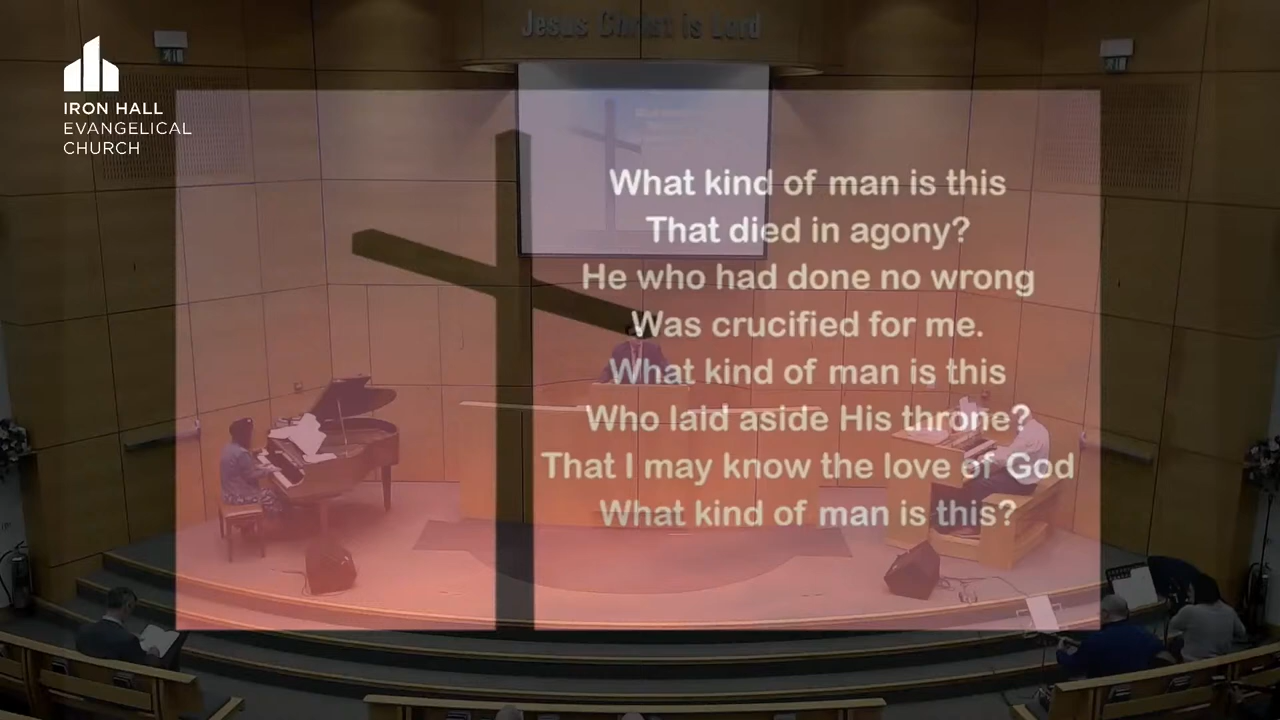 Jesus Christ is Lord
IRON HALL
EVANGELICAL
CHURCH
What kind of man is this
That died in agony?
He who had done no wrong
Was crucified for me.
What kind of man is this
Who laid aside His throne?
That I may know the love of God
What kind of man is this?